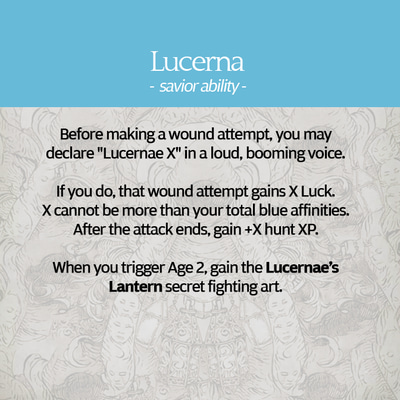 Lucerna
- savior ability -
Before making a wound attempt, you may
declare "Lucernae X" in a loud, booming voice.
If you do, that wound attempt gains X Luck.
X cannot be more than your total blue affinities.
After the attack ends, gain +X hunt XP.
When you trigger Age 2, gain the Lucernae's
Lantern secret fighting art.